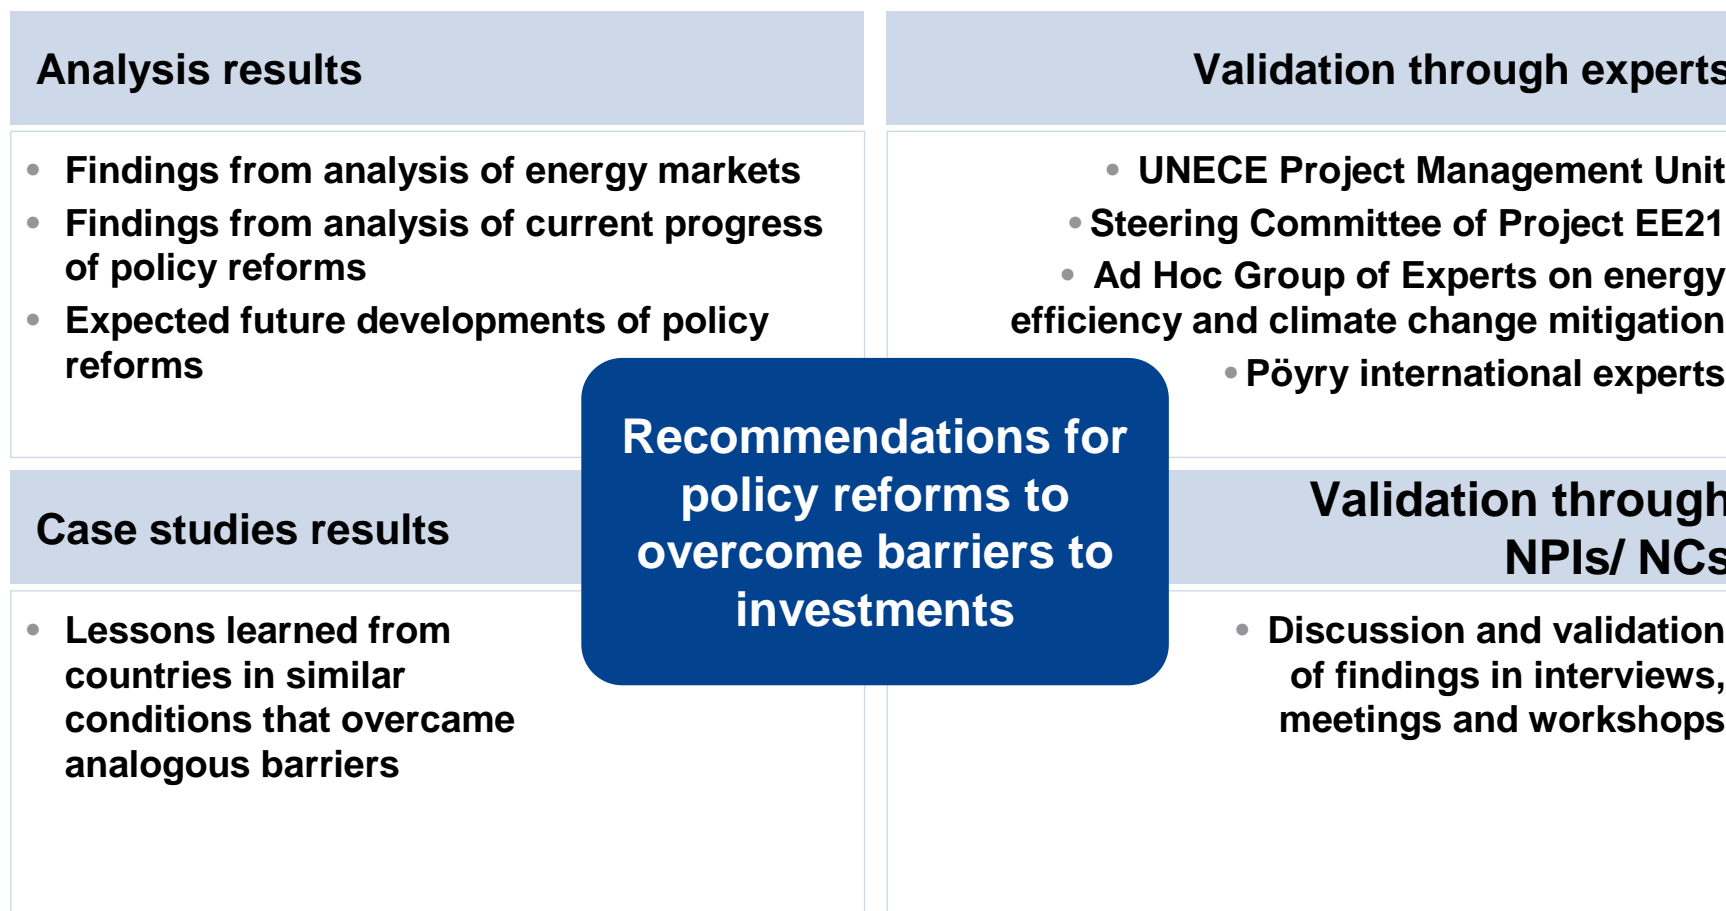 Analysis results
• Findings from analysis of energy markets
• Findings from analysis of current progress
of policy reforms
• Expected future developments of policy
reforms
Validation through experts
• UNECE Project Management Unit
• Steering Committee of Project EE21
• Ad Hoc Group of Experts on energy
efficiency and climate change mitigation
• Pöyry international experts
Recommendations for
policy reforms to
overcome barriers to
investments
Case studies results
• Lessons learned from
countries in similar
conditions that overcame
analogous barriers
Validation through
NPIs/ NCs
• Discussion and validation
of findings in interviews,
meetings and workshops